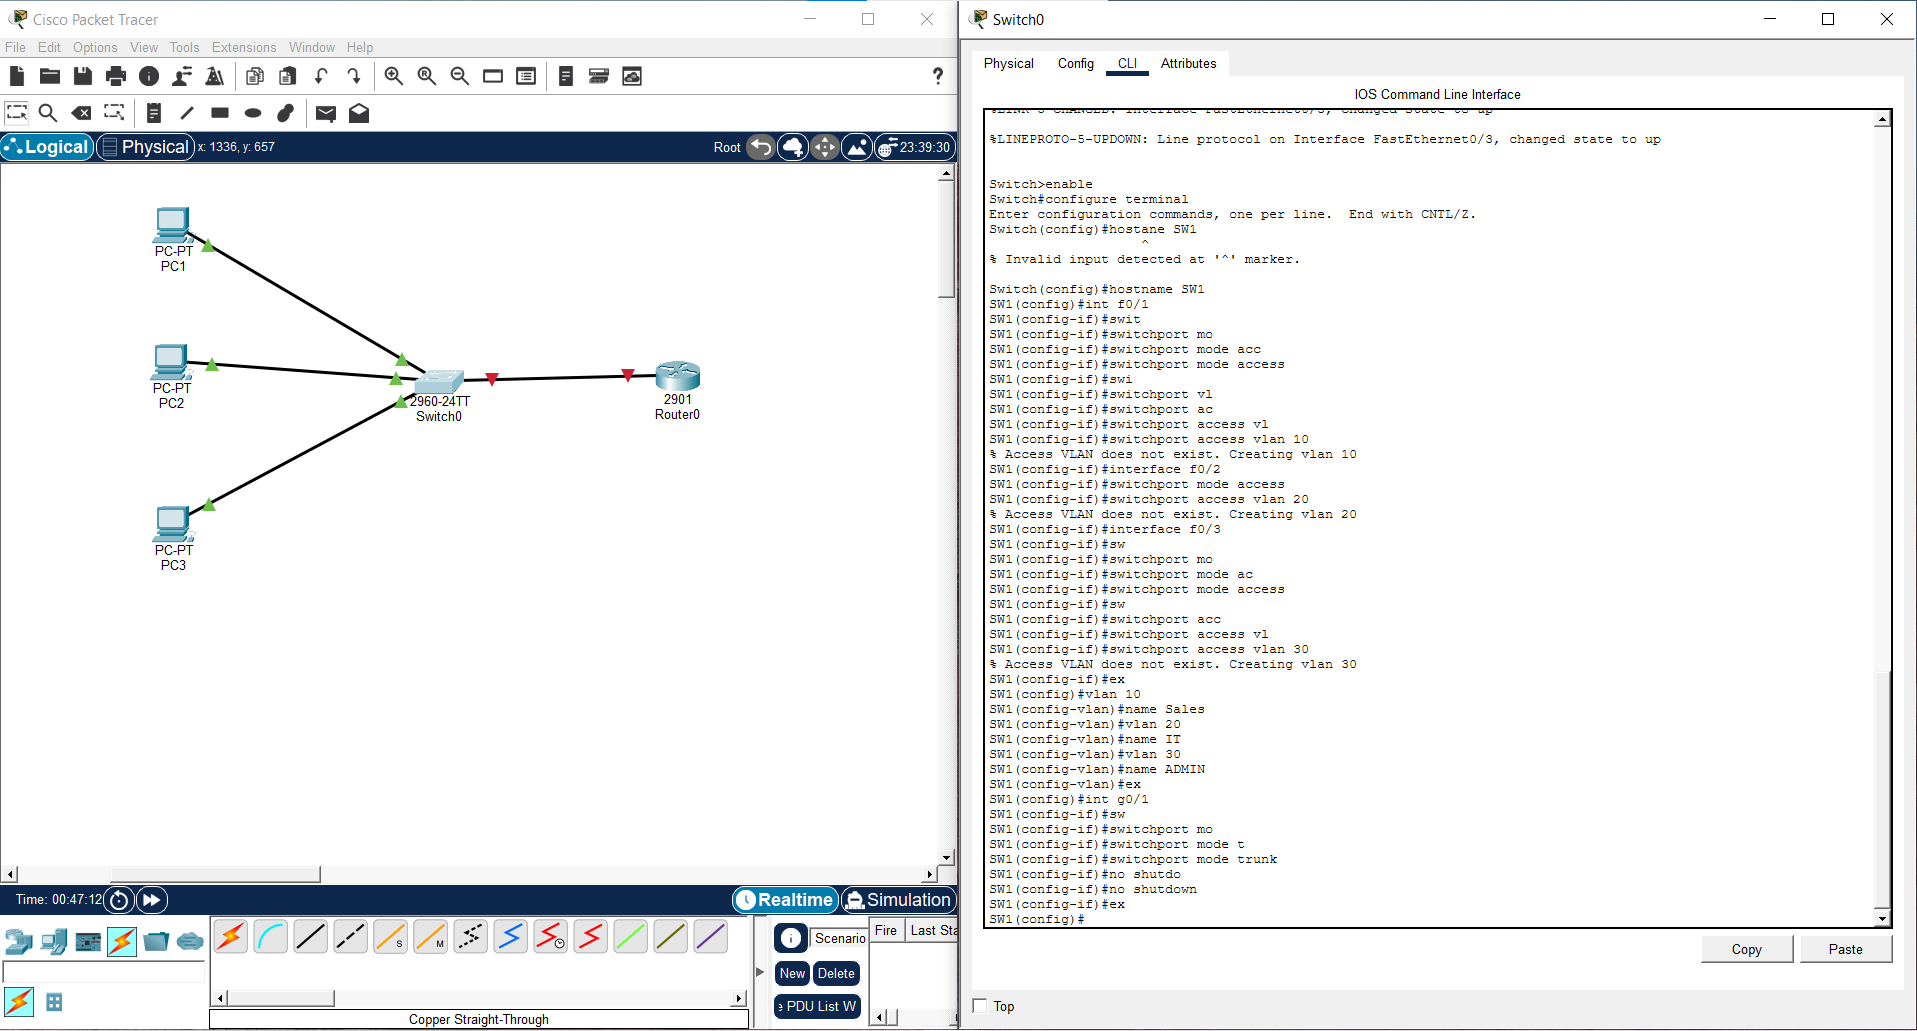 Cisco Packet Tracer
File Edit Options View Tools Extensions Window Help
?
Logical Physical x: 1336, y: 657 Root 23:39:30
PC-PT
PC1
PC-PT
PC2
2960-24TT
Switch0
2901
Router0
PC-PT
PC3
Time: 00:47:12 Realtime Simulation
S M
Scenario
Fire Last Sta
New Delete
PDU List W
Copper Straight-Through
Switch0
Physical Config CLI Attributes
IOS Command Line Interface
%LINK-5-CHANGED: Interface FastEthernet0/3, changed state to up
%LINEPROTO-5-UPDOWN: Line protocol on Interface FastEthernet0/3, changed state to up
Switch>enable
Switch#configure terminal
Enter configuration commands, one per line.  End with CNTL/Z.
Switch(config)#hostane SW1
^
% Invalid input detected at '^' marker.
Switch(config)#hostname SW1
SW1(config)#int f0/1
SW1(config-if)#swit
SW1(config-if)#switchport mo
SW1(config-if)#switchport mode acc
SW1(config-if)#switchport mode access
SW1(config-if)#swi
SW1(config-if)#switchport vl
SW1(config-if)#switchport ac
SW1(config-if)#switchport access vl
SW1(config-if)#switchport access vlan 10
% Access VLAN does not exist. Creating vlan 10
SW1(config-if)#interface f0/2
SW1(config-if)#switchport mode access
SW1(config-if)#switchport access vlan 20
% Access VLAN does not exist. Creating vlan 20
SW1(config-if)#interface f0/3
SW1(config-if)#sw
SW1(config-if)#switchport mo
SW1(config-if)#switchport mode ac
SW1(config-if)#switchport mode access
SW1(config-if)#sw
SW1(config-if)#switchport acc
SW1(config-if)#switchport access vl
SW1(config-if)#switchport access vlan 30
% Access VLAN does not exist. Creating vlan 30
SW1(config-if)#ex
SW1(config)#vlan 10
SW1(config-vlan)#name Sales
SW1(config-vlan)#vlan 20
SW1(config-vlan)#name IT
SW1(config-vlan)#vlan 30
SW1(config-vlan)#name ADMIN
SW1(config-vlan)#ex
SW1(config)#int g0/1
SW1(config-if)#sw
SW1(config-if)#switchport mo
SW1(config-if)#switchport mode t
SW1(config-if)#switchport mode trunk
SW1(config-if)#no shutdo
SW1(config-if)#no shutdown
SW1(config-if)#ex
SW1(config)#
Copy Paste
Top